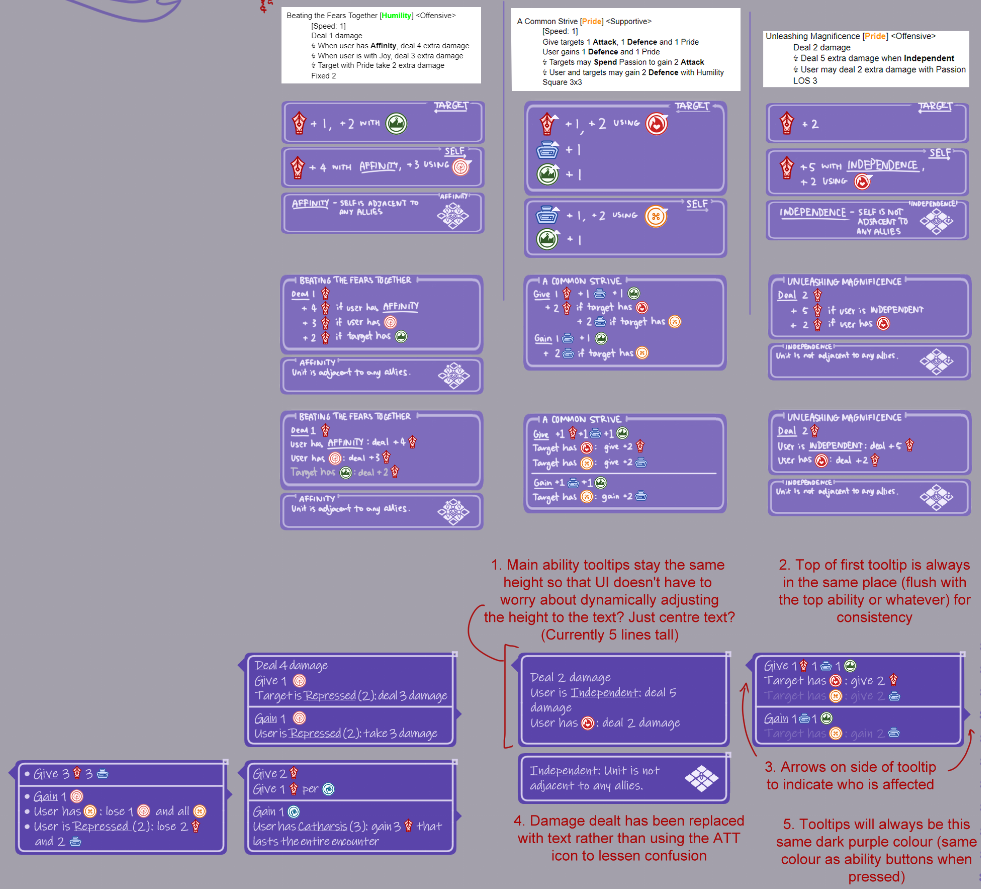 Beating the Fears Together [Humility] <Offensive>
[Speed: 1]
Deal 1 damage
↯ When user has Affinity, deal 4 extra damage
↯ When user is with Joy, deal 3 extra damage
↯ Target with Pride take 2 extra damage
Fixed 2
A Common Strive [Pride] <Supportive>
[Speed: 1]
Give targets 1 Attack, 1 Defence and 1 Pride
User gains 1 Defence and 1 Pride
↯ Targets may Spend Passion to gain 2 Attack
↯ User and targets may gain 2 Defence with Humility
Square 3x3
Unleashing Magnificence [Pride] <Offensive>
Deal 2 damage
↯ Deal 5 extra damage when Independent
↯ User may deal 2 extra damage with Passion
LOS 3
TARGET
+ 1, + 2 WITH
SELF
+ 4 WITH AFFINITY, + 3 USING
AFFINITY - SELF IS ADJACENT TO
ANY ALLIES
'AFFINITY'
TARGET
+ 1, + 2 USING
+ 1
+ 1
SELF
+ 1, + 2 USING
+ 1
TARGET
+ 2
SELF
+ 5 WITH INDEPENDENCE,
+ 2 USING
'INDEPENDENCE'
INDEPENDENCE - SELF IS NOT
ADJACENT TO
ANY ALLIES
BEATING THE FEARS TOGETHER
Deal 1
+ 4 if user has AFFINITY
+ 3 if user has
+ 2 if target has
AFFINITY
Unit is adjacent to any allies.
A COMMON STRIVE
Give 1 + 1 + 1
+ 2 if target has
+ 2 if target has
Gain 1 + 1
+ 2 if target has
UNLEASHING MAGNIFICENCE
Deal 2
+ 5 if user is INDEPENDENT
+ 2 if user has
INDEPENDENCE
Unit is not adjacent to any allies.
BEATING THE FEARS TOGETHER
Deal 1
User has AFFINITY : deal +4
User has : deal +3
Target has : deal +2
AFFINITY
Unit is adjacent to any allies.
A COMMON STRIVE
Give +1 +1 +1
Target has : give +2
Target has : give +2
Gain +1 +1
Target has : gain +2
UNLEASHING MAGNIFICENCE
Deal 2
User is INDEPENDENT : deal +5
User has : deal +2
INDEPENDENCE
Unit is not adjacent to any allies.
1. Main ability tooltips stay the same
height so that UI doesn't have to
worry about dynamically adjusting
the height to the text? Just centre text?
(Currently 5 lines tall)
2. Top of first tooltip is always
in the same place (flush with
the top ability or whatever) for
consistency
Deal 4 damage
Give 1
Target is Repressed (2): deal 3 damage
Gain 1
User is Repressed (2): take 3 damage
Deal 2 damage
User is Independent: deal 5
damage
User has : deal 2 damage
Give 1 1 1
Target has : give 2
Target has : give 2
Gain 1 1
Target has : gain 2
• Give 3 3
• Gain 1
• User has : lose 1 and all
• User is Repressed (2): lose 2
and 2
Give 2
Give 1 per
Gain 1
User has Catharsis (3): gain 3 that
lasts the entire encounter
Independent: Unit is not
adjacent to any allies.
3. Arrows on side of tooltip
to indicate who is affected
4. Damage dealt has been replaced
with text rather than using the ATT
icon to lessen confusion
5. Tooltips will always be this
same dark purple colour (same
colour as ability buttons when
pressed)